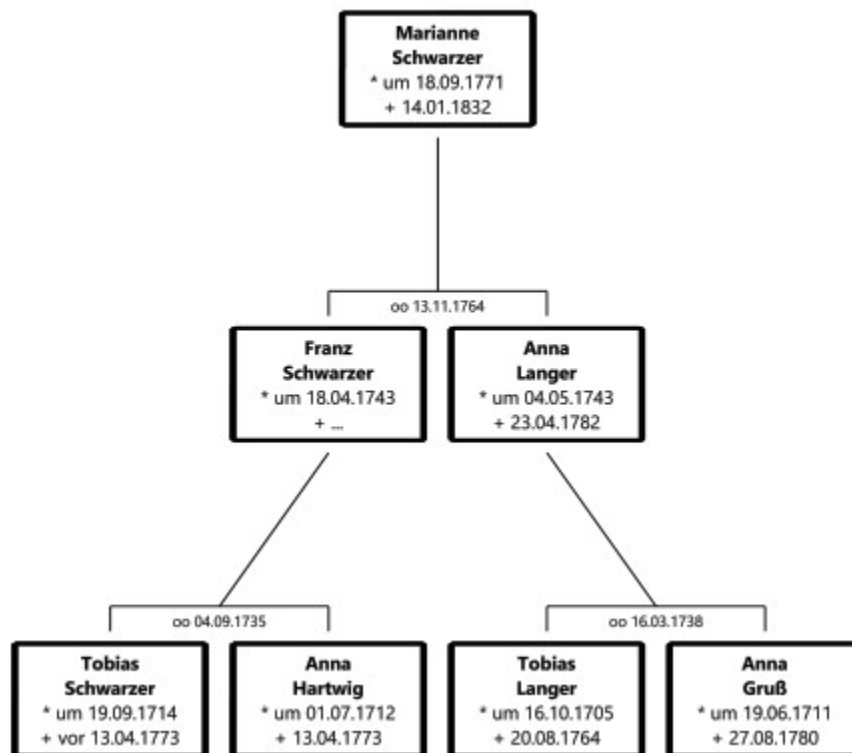 Marianne
Schwarzer
* um 18.09.1771
+ 14.01.1832
oo 13.11.1764
Franz
Schwarzer
* um 18.04.1743
+ ...
Anna
Langer
* um 04.05.1743
+ 23.04.1782
oo 04.09.1735
oo 16.03.1738
Tobias
Schwarzer
* um 19.09.1714
+ vor 13.04.1773
Anna
Hartwig
* um 01.07.1712
+ 13.04.1773
Tobias
Langer
* um 16.10.1705
+ 20.08.1764
Anna
Gruß
* um 19.06.1711
+ 27.08.1780